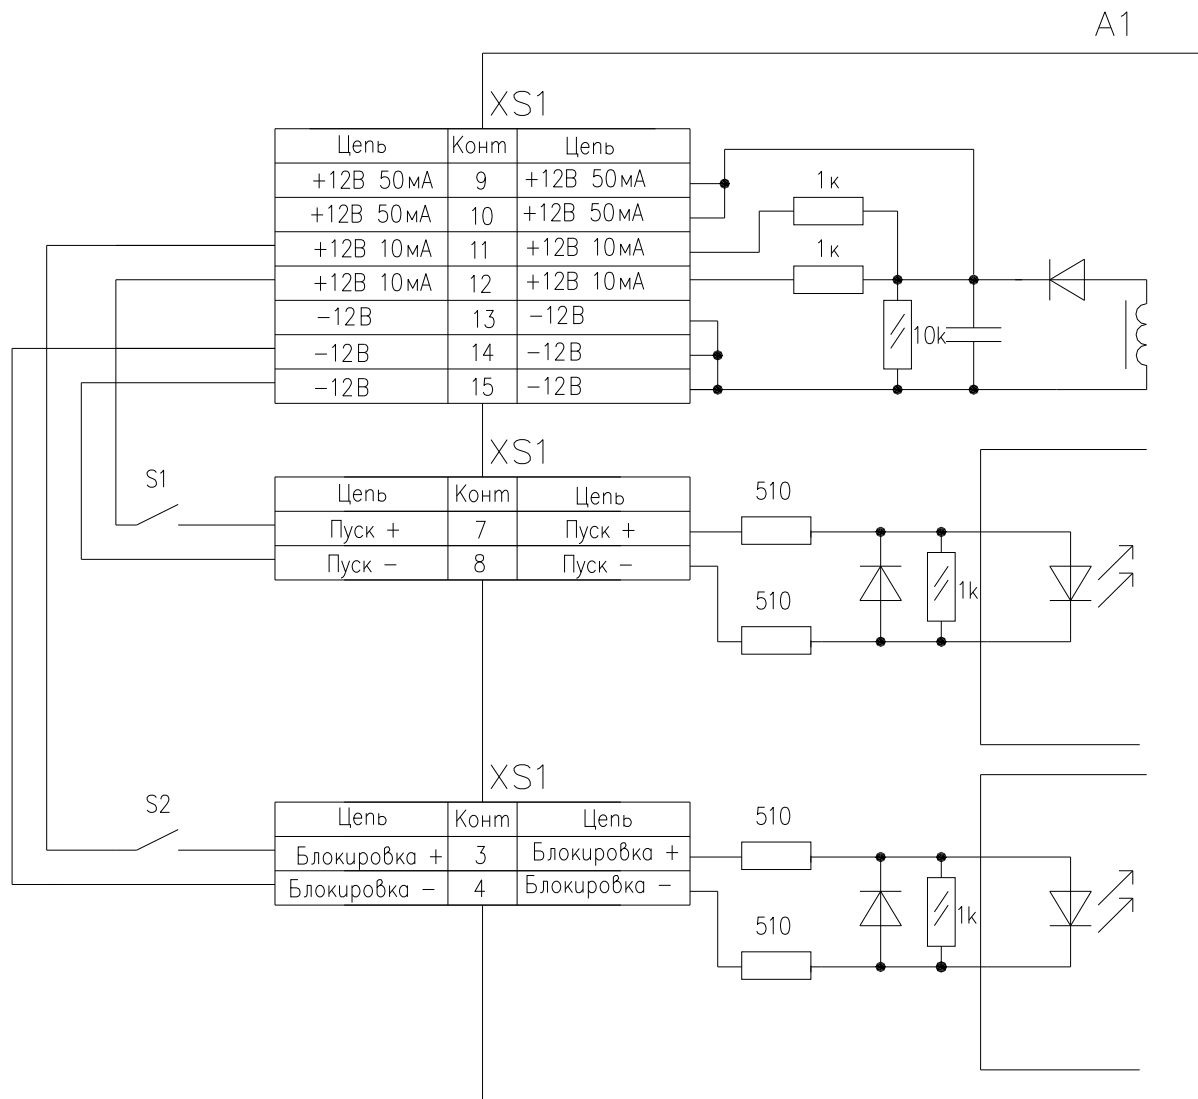 A1
XS1
Цепь Конт Цепь
+12В 50мА 9 +12В 50мА
+12В 50мА 10 +12В 50мА
+12В 10мА 11 +12В 10мА
+12В 10мА 12 +12В 10мА
-12В 13 -12В
-12В 14 -12В
-12В 15 -12В
1к
1к
10k
XS1
S1
Цепь Конт Цепь
Пуск + 7 Пуск +
Пуск - 8 Пуск -
510
510
1k
XS1
S2
Цепь Конт Цепь
Блокировка + 3 Блокировка +
Блокировка - 4 Блокировка -
510
510
1k